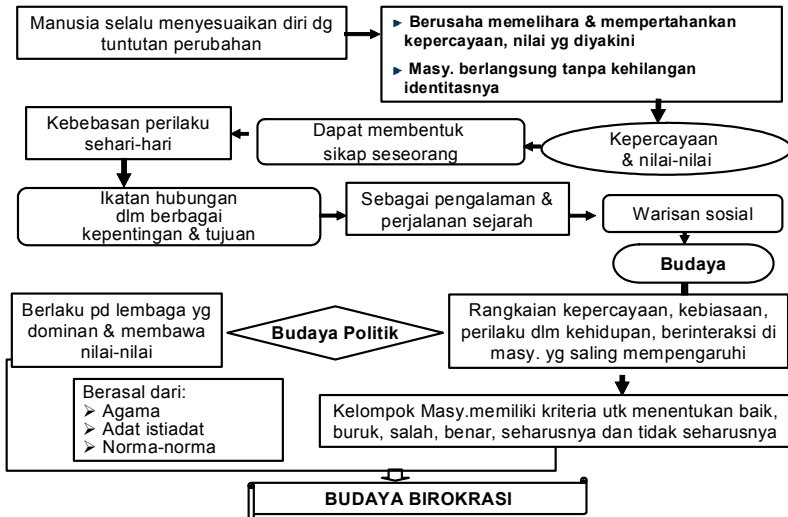 Manusia selalu menyesuaikan diri dg
tuntutan perubahan
► Berusaha memelihara & mempertahankan
kepercayaan, nilai yg diyakini
► Masy. berlangsung tanpa kehilangan
identitasnya
Kepercayaan
& nilai-nilai
Dapat membentuk
sikap seseorang
Kebebasan perilaku
sehari-hari
Ikatan hubungan
dlm berbagai
kepentingan & tujuan
Sebagai pengalaman &
perjalanan sejarah
Warisan sosial
Budaya
Rangkaian kepercayaan, kebiasaan,
perilaku dlm kehidupan, berinteraksi di
masy. yg saling mempengaruhi
Budaya Politik
Berlaku pd lembaga yg
dominan & membawa
nilai-nilai
Berasal dari:
➢ Agama
➢ Adat istiadat
➢ Norma-norma
Kelompok Masy.memiliki kriteria utk menentukan baik,
buruk, salah, benar, seharusnya dan tidak seharusnya
BUDAYA BIROKRASI